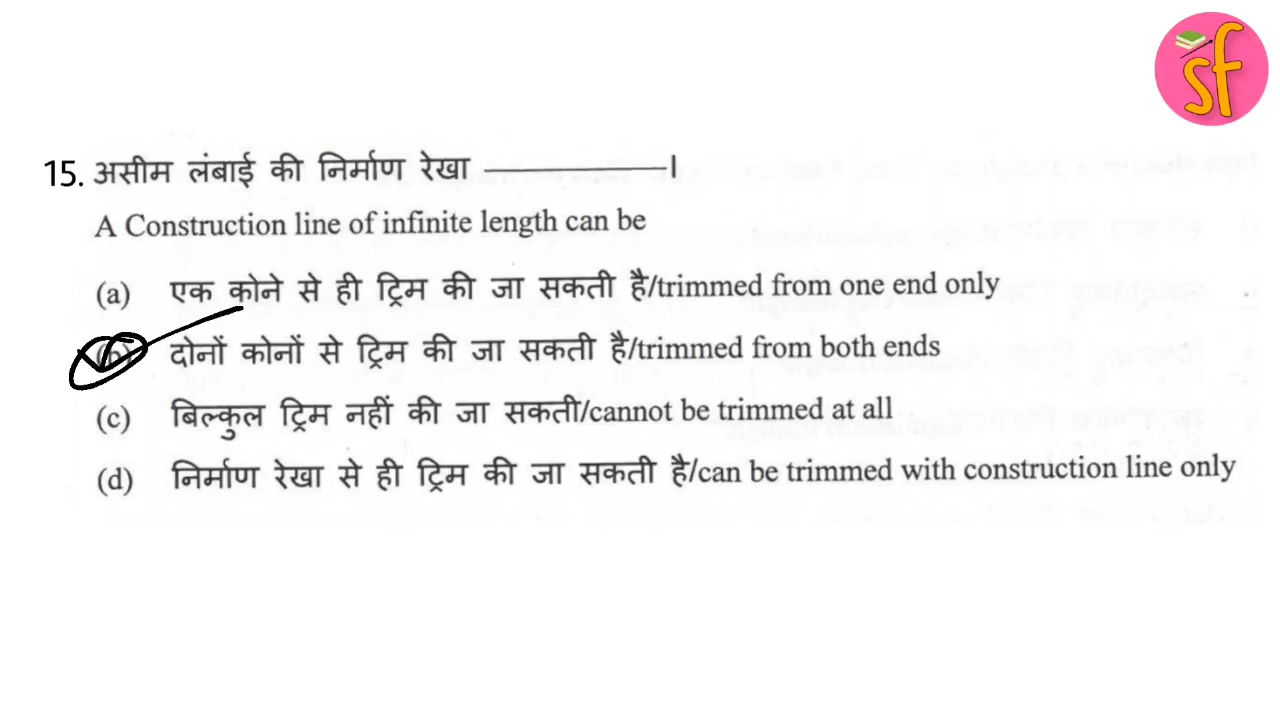 sf
15. असीम लंबाई की निर्माण रेखा ____________।
A Construction line of infinite length can be
(a) एक कोने से ही ट्रिम की जा सकती है/trimmed from one end only
(b) दोनों कोनों से ट्रिम की जा सकती है/trimmed from both ends
(c) बिल्कुल ट्रिम नहीं की जा सकती/cannot be trimmed at all
(d) निर्माण रेखा से ही ट्रिम की जा सकती है/can be trimmed with construction line only